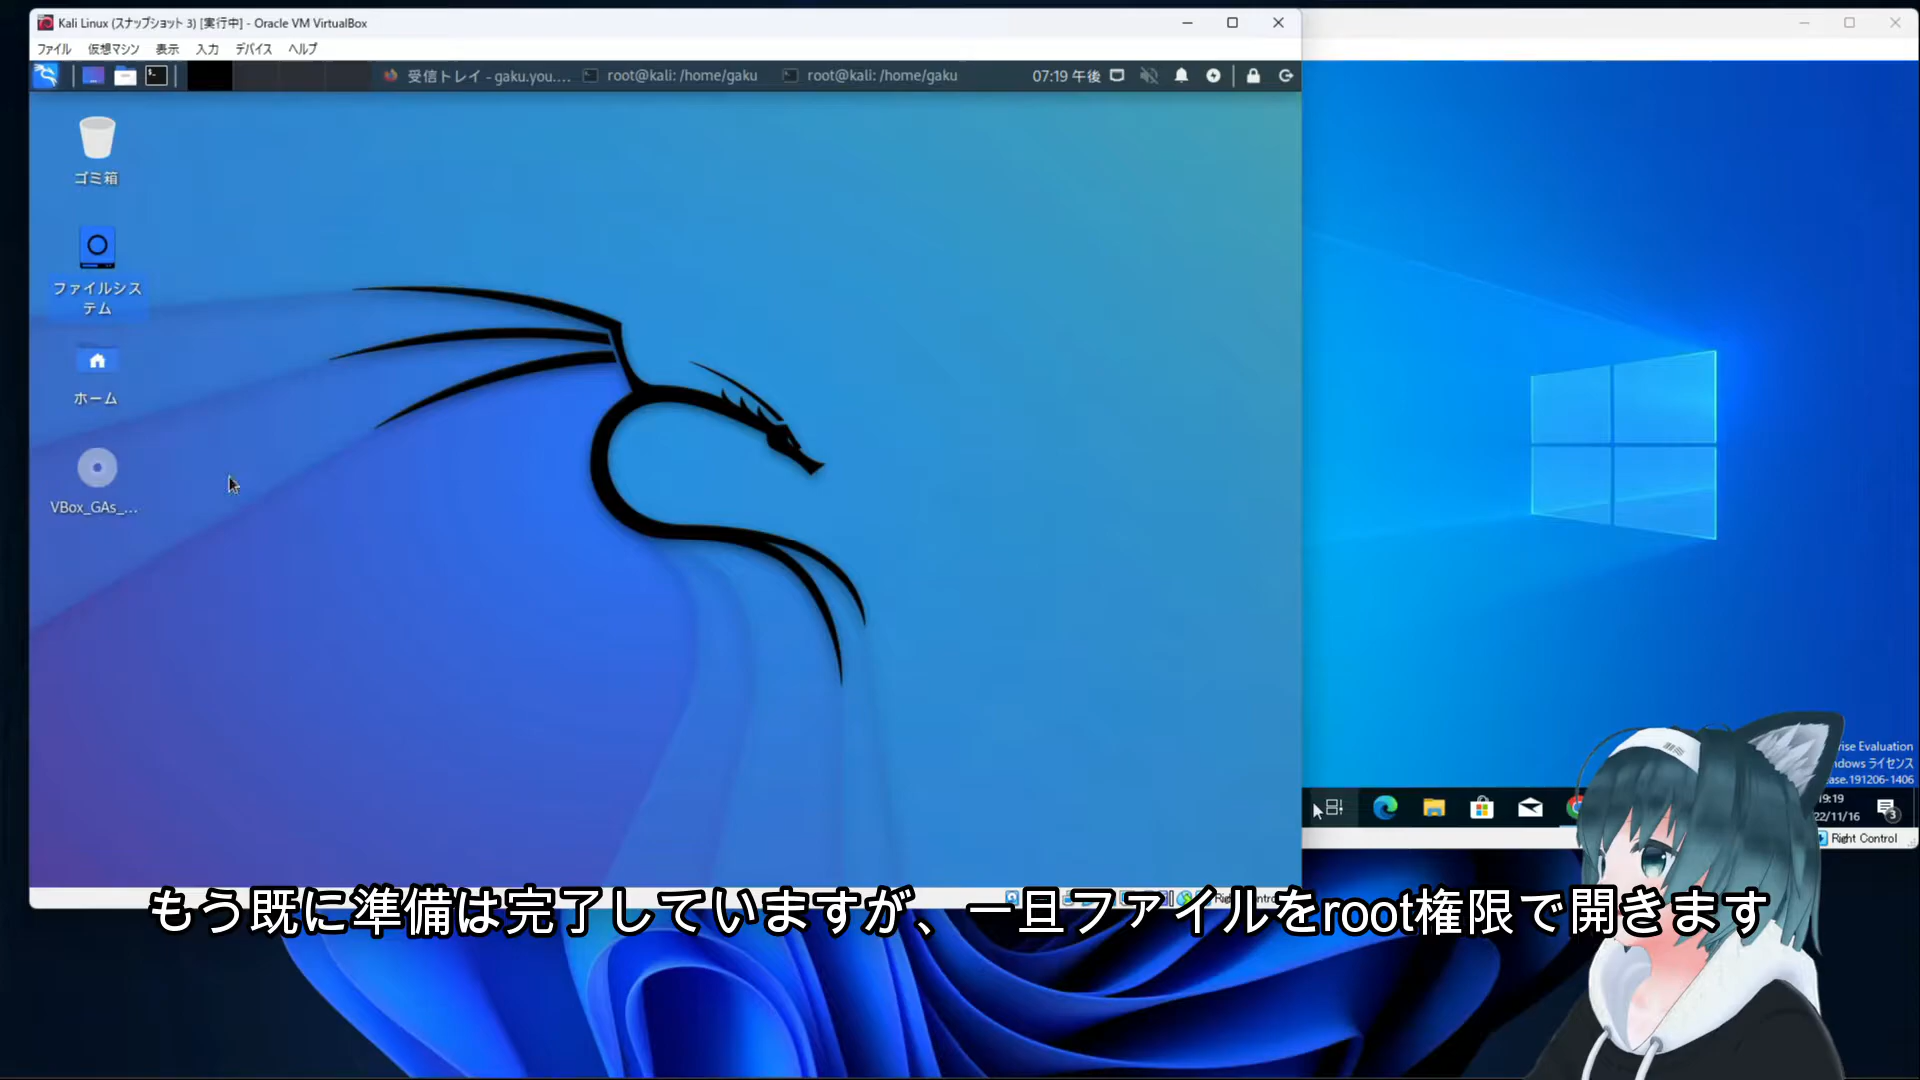 Kali Linux (スナップショット 3) [実行中] - Oracle VM VirtualBox
ファイル 仮想マシン 表示 入力 デバイス ヘルプ
受信トレイ - gaku.you.... root@kali: /home/gaku root@kali: /home/gaku 07:19 午後
ゴミ箱
ファイルシス
テム
ホーム
VBox_GAs_...
rise Evaluation
ndows ライセンス
ase.191206-1406
19:19
22/11/16
3
Right Control
もう既に準備は完了していますが、一旦ファイルをroot権限で開きます